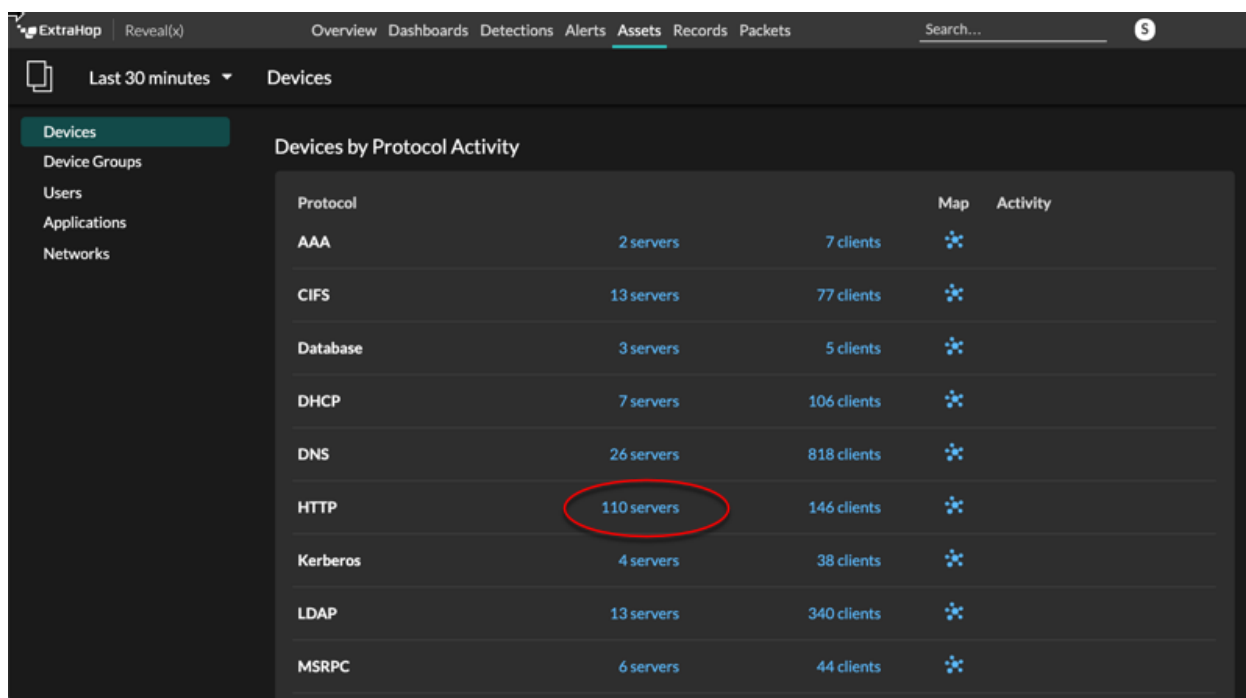 ExtraHop Reveal(x) Overview Dashboards Detections Alerts Assets Records Packets Search... S
Last 30 minutes Devices
Devices
Device Groups
Users
Applications
Networks
Devices by Protocol Activity
Protocol Map Activity
AAA 2 servers 7 clients
CIFS 13 servers 77 clients
Database 3 servers 5 clients
DHCP 7 servers 106 clients
DNS 26 servers 818 clients
HTTP 110 servers 146 clients
Kerberos 4 servers 38 clients
LDAP 13 servers 340 clients
MSRPC 6 servers 44 clients